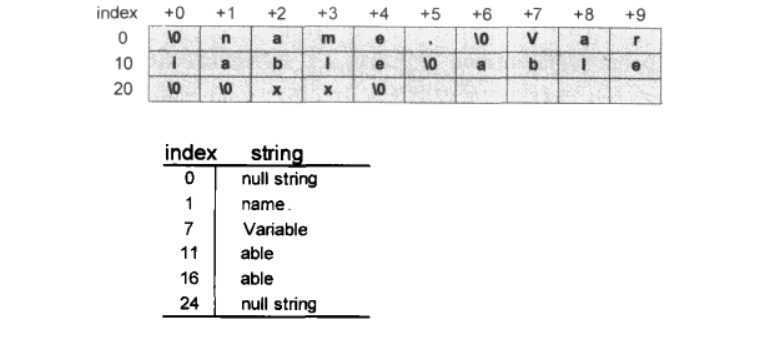 index +0 +1 +2 +3 +4 +5 +6 +7 +8 +9
0 \0 n a m e . \0 V a r
10 i a b l e \0 a b l e
20 \0 \0 x x \0
index string
0 null string
1 name.
7 Variable
11 able
16 able
24 null string